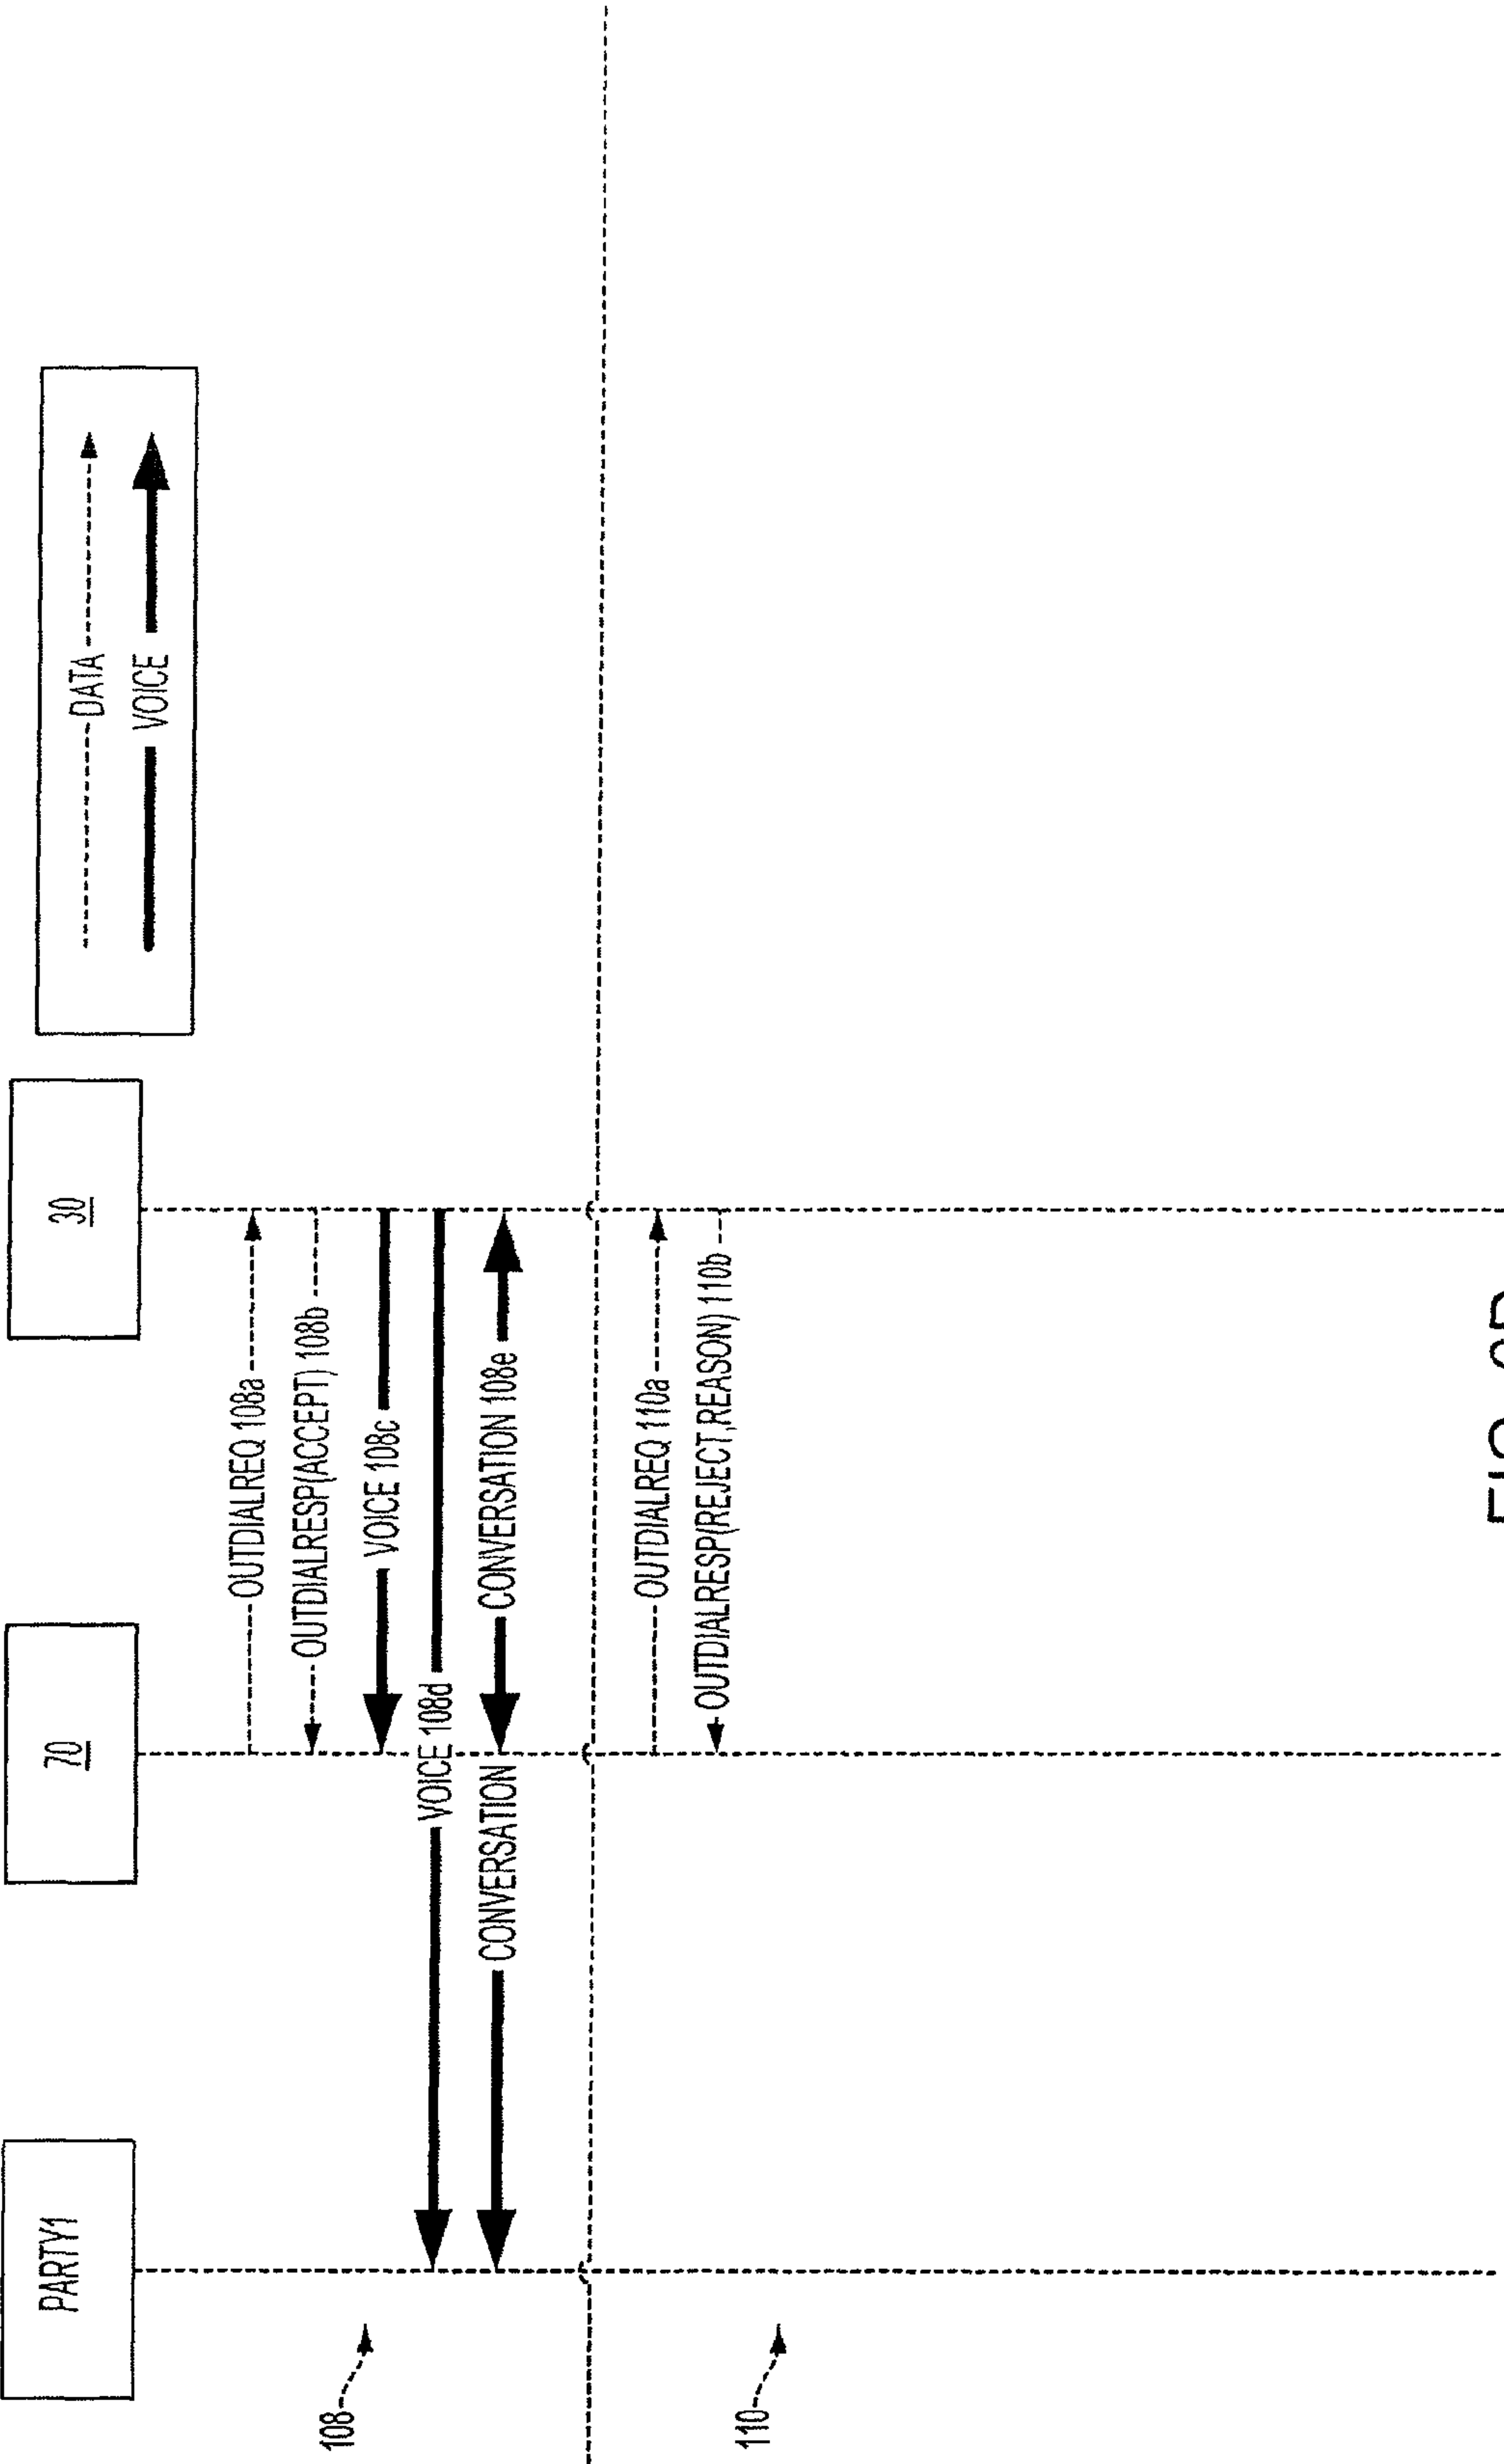 PARTY1
70
30
DATA
VOICE
108
OUTDIALREQ 108a
OUTDIALRESP(ACCEPT) 108b
VOICE 108c
VOICE 108d
CONVERSATION
CONVERSATION 108e
110
OUTDIALREQ 110a
OUTDIALRESP(REJECT,REASON) 110b